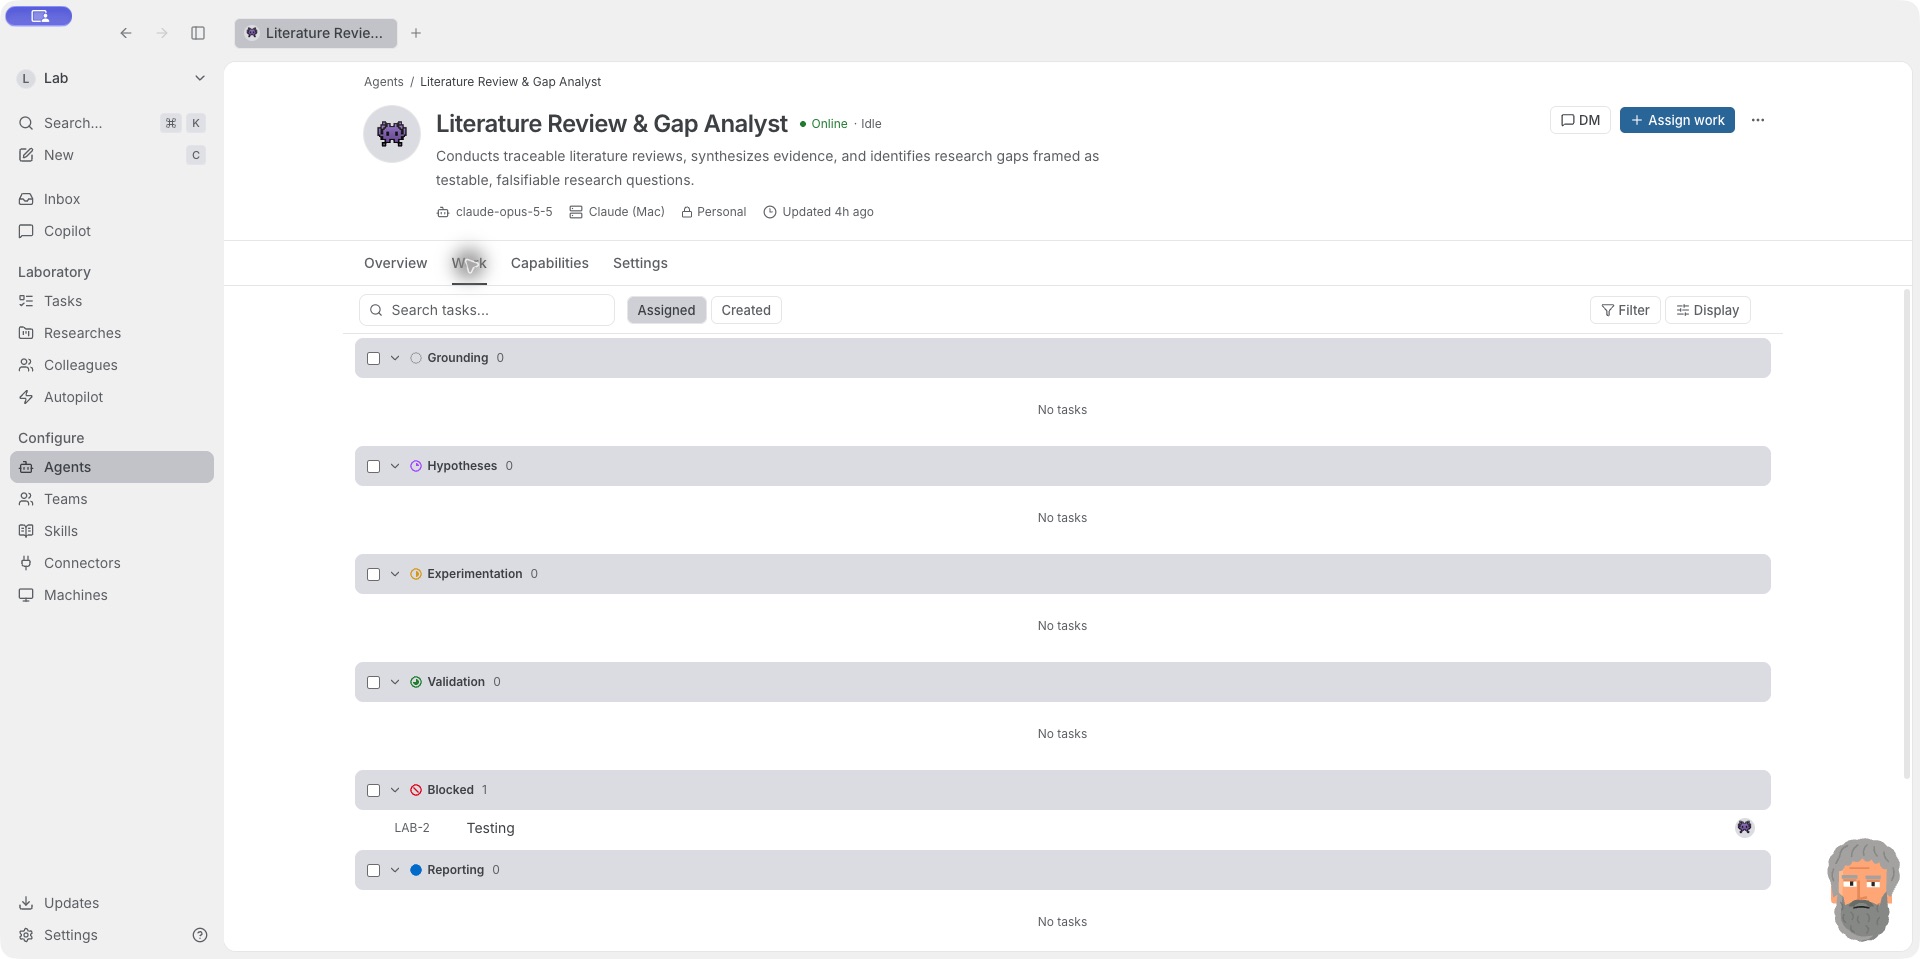 Literature Revie...
L Lab
Search... ⌘ K
New C
Inbox
Copilot
Laboratory
Tasks
Researches
Colleagues
Autopilot
Configure
Agents
Teams
Skills
Connectors
Machines
Updates
Settings
Agents / Literature Review & Gap Analyst
Literature Review & Gap Analyst Online · Idle
DM
+ Assign work
Conducts traceable literature reviews, synthesizes evidence, and identifies research gaps framed as
testable, falsifiable research questions.
claude-opus-5-5 Claude (Mac) Personal Updated 4h ago
Overview Work Capabilities Settings
Search tasks... Assigned Created Filter Display
Grounding 0
No tasks
Hypotheses 0
No tasks
Experimentation 0
No tasks
Validation 0
No tasks
Blocked 1
LAB-2 Testing
Reporting 0
No tasks